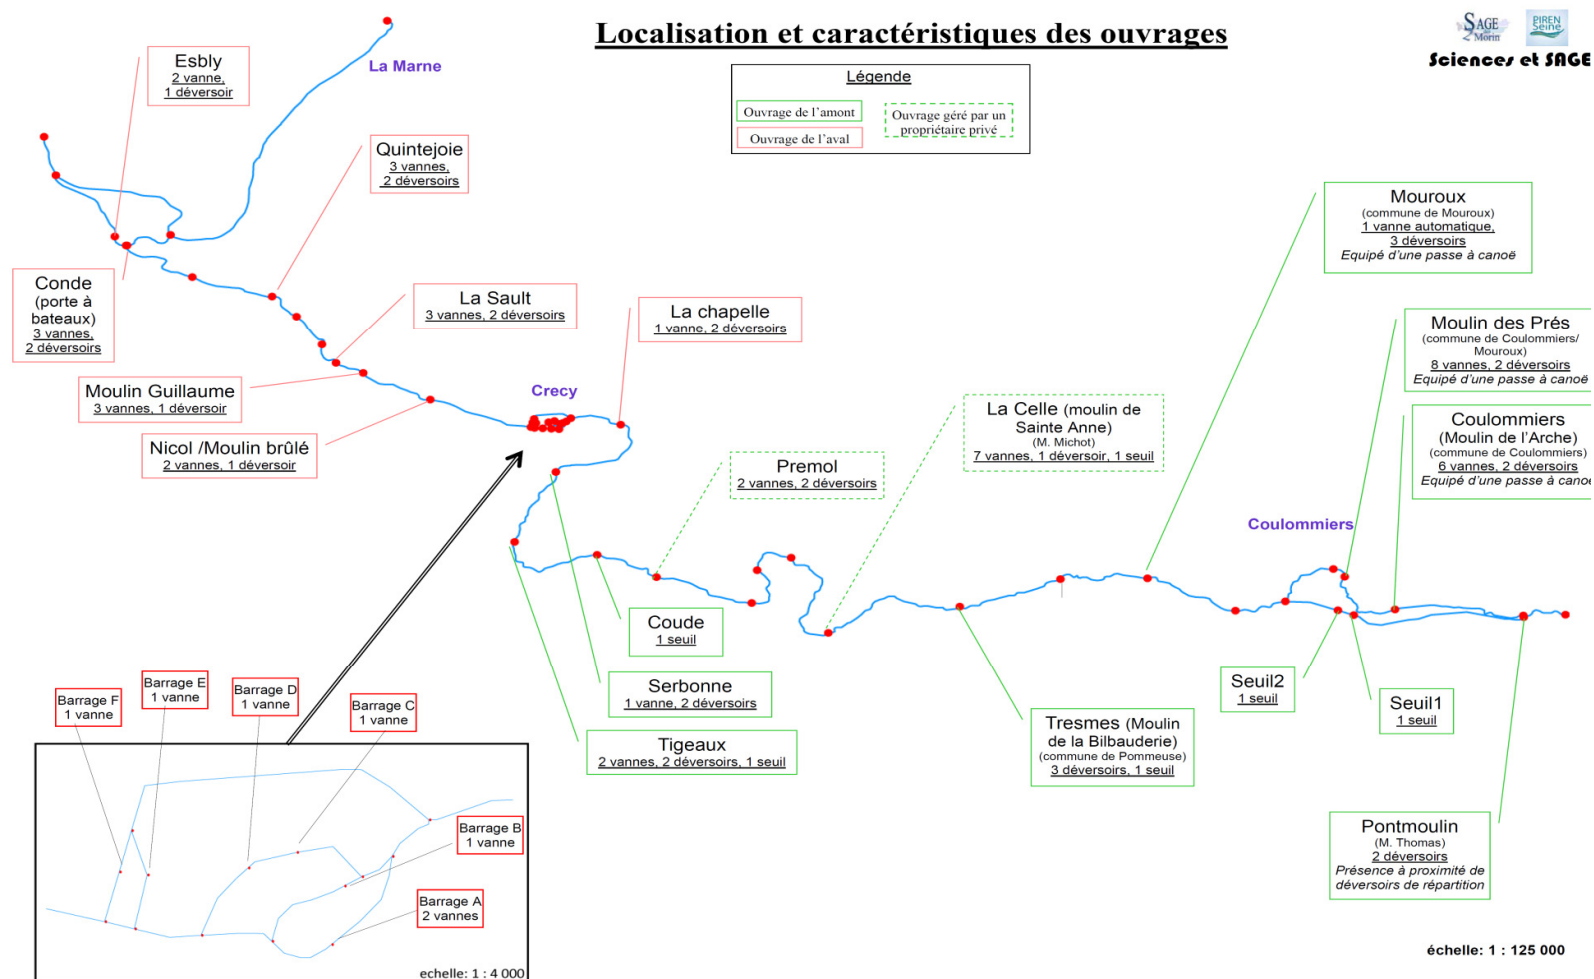 Localisation et caractéristiques des ouvrages
SAGE
2 Morin
PIREN
Seine
Sciences et SAGE
Légende
Ouvrage de l'amont
Ouvrage de l'aval
Ouvrage géré par un
propriétaire privé
La Marne
Esbly
2 vanne,
1 déversoir
Quintejoie
3 vannes,
2 déversoirs
Conde
(porte à
bateaux)
3 vannes,
2 déversoirs
La Sault
3 vannes, 2 déversoirs
La chapelle
1 vanne, 2 déversoirs
Moulin Guillaume
3 vannes, 1 déversoir
Nicol /Moulin brûlé
2 vannes, 1 déversoir
Crecy
Premol
2 vannes, 2 déversoirs
La Celle (moulin de
Sainte Anne)
(M. Michot)
7 vannes, 1 déversoir, 1 seuil
Mouroux
(commune de Mouroux)
1 vanne automatique,
3 déversoirs
Equipé d'une passe à canoë
Moulin des Prés
(commune de Coulommiers/
Mouroux)
8 vannes, 2 déversoirs
Equipé d'une passe à canoë
Coulommiers
(Moulin de l'Arche)
(commune de Coulommiers)
6 vannes, 2 déversoirs
Equipé d'une passe à canoë
Coulommiers
Coude
1 seuil
Serbonne
1 vanne, 2 déversoirs
Tigeaux
2 vannes, 2 déversoirs, 1 seuil
Tresmes (Moulin
de la Bilbauderie)
(commune de Pommeuse)
3 déversoirs, 1 seuil
Seuil2
1 seuil
Seuil1
1 seuil
Pontmoulin
(M. Thomas)
2 déversoirs
Présence à proximité de
déversoirs de répartition
Barrage F
1 vanne
Barrage E
1 vanne
Barrage D
1 vanne
Barrage C
1 vanne
Barrage B
1 vanne
Barrage A
2 vannes
echelle: 1 : 4 000
échelle: 1 : 125 000